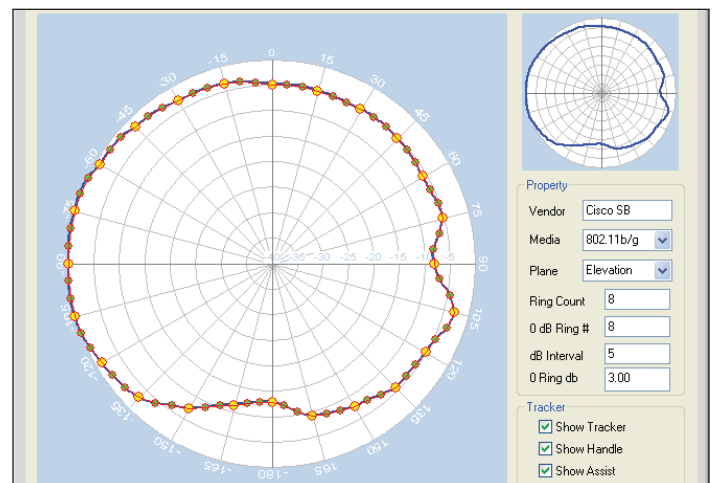 0
-15
15
-30
30
-45
45
-60
60
-75
75
-40 -35 -30 -25 -20 -15 -10 -5
-90
90
-105
105
-120
120
-135
135
-150
150
-165
165
-180
Property
Vendor Cisco SB
Media 802.11b/g
Plane Elevation
Ring Count 8
0 dB Ring # 8
dB Interval 5
0 Ring db 3.00
Tracker
Show Tracker
Show Handle
Show Assist